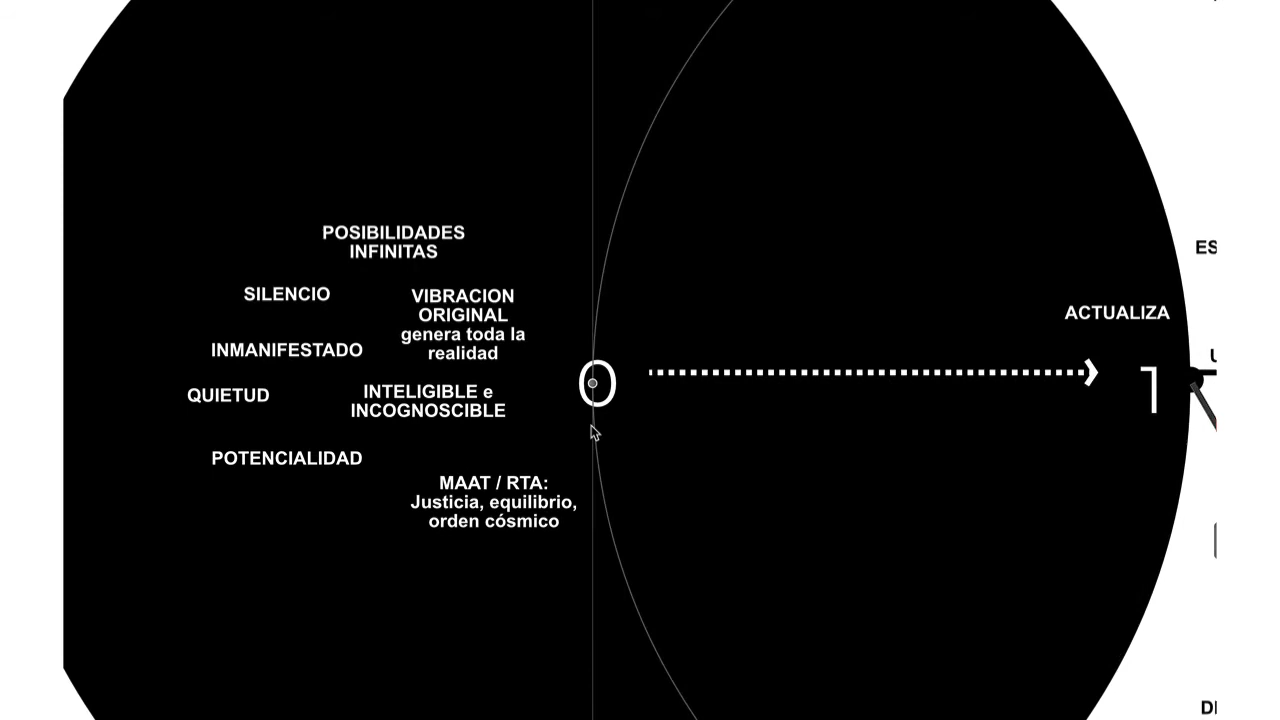 POSIBILIDADES
INFINITAS
SILENCIO
VIBRACION
ORIGINAL
genera toda la
realidad
INMANIFESTADO
QUIETUD
INTELIGIBLE e
INCOGNOSCIBLE
POTENCIALIDAD
MAAT / RTA:
Justicia, equilibrio,
orden cósmico
0
ACTUALIZA
1
ES